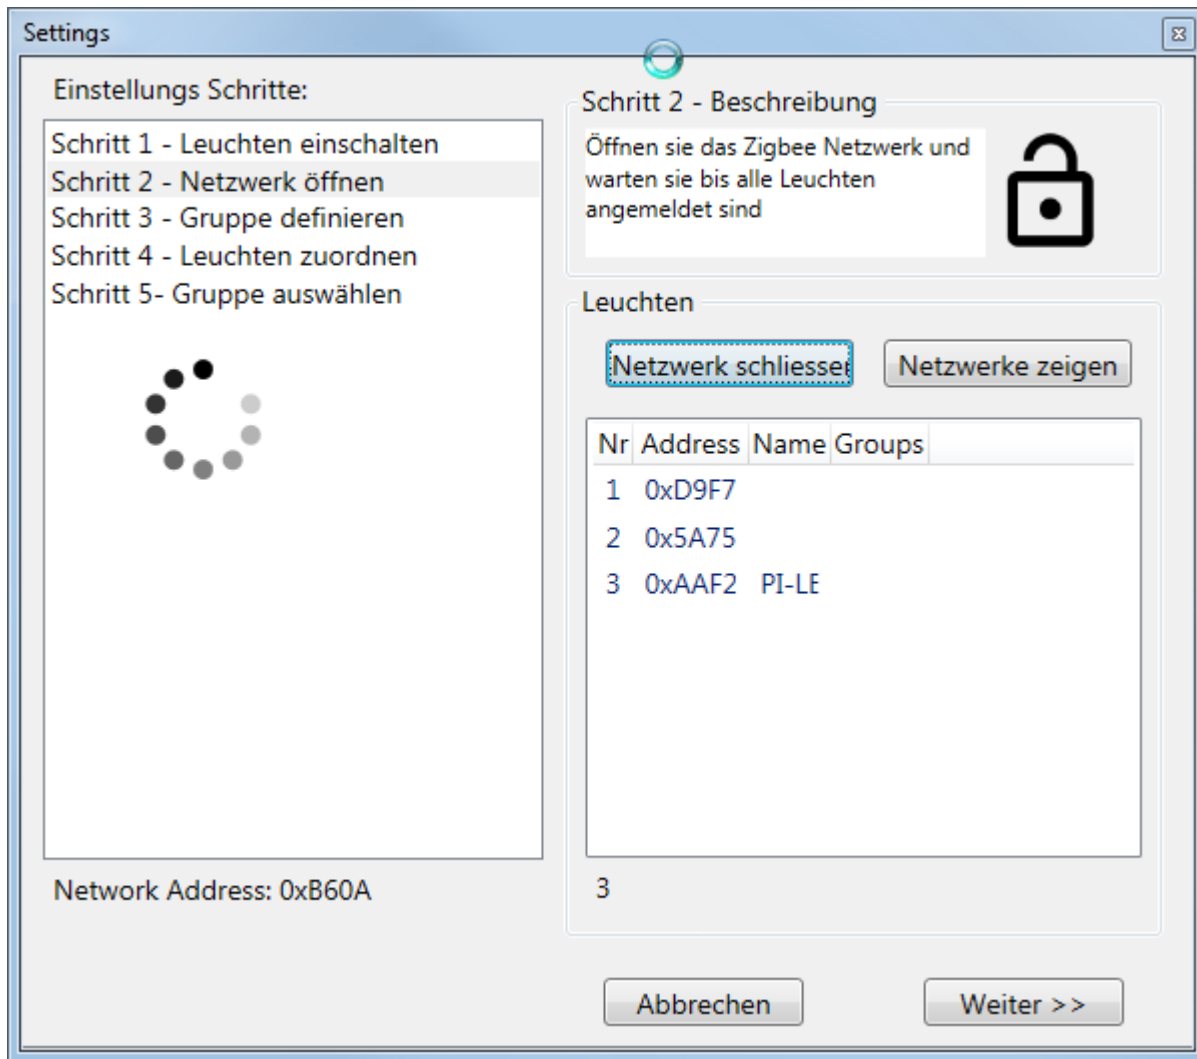 Settings
Einstellungs Schritte:
Schritt 1 - Leuchten einschalten
Schritt 2 - Netzwerk öffnen
Schritt 3 - Gruppe definieren
Schritt 4 - Leuchten zuordnen
Schritt 5- Gruppe auswählen
Network Address: 0xB60A
Schritt 2 - Beschreibung
Öffnen sie das Zigbee Netzwerk und
warten sie bis alle Leuchten
angemeldet sind
Leuchten
Netzwerk schliessen Netzwerke zeigen
Nr Address Name Groups
1 0xD9F7
2 0x5A75
3 0xAAF2 PI-LE
3
Abbrechen Weiter >>